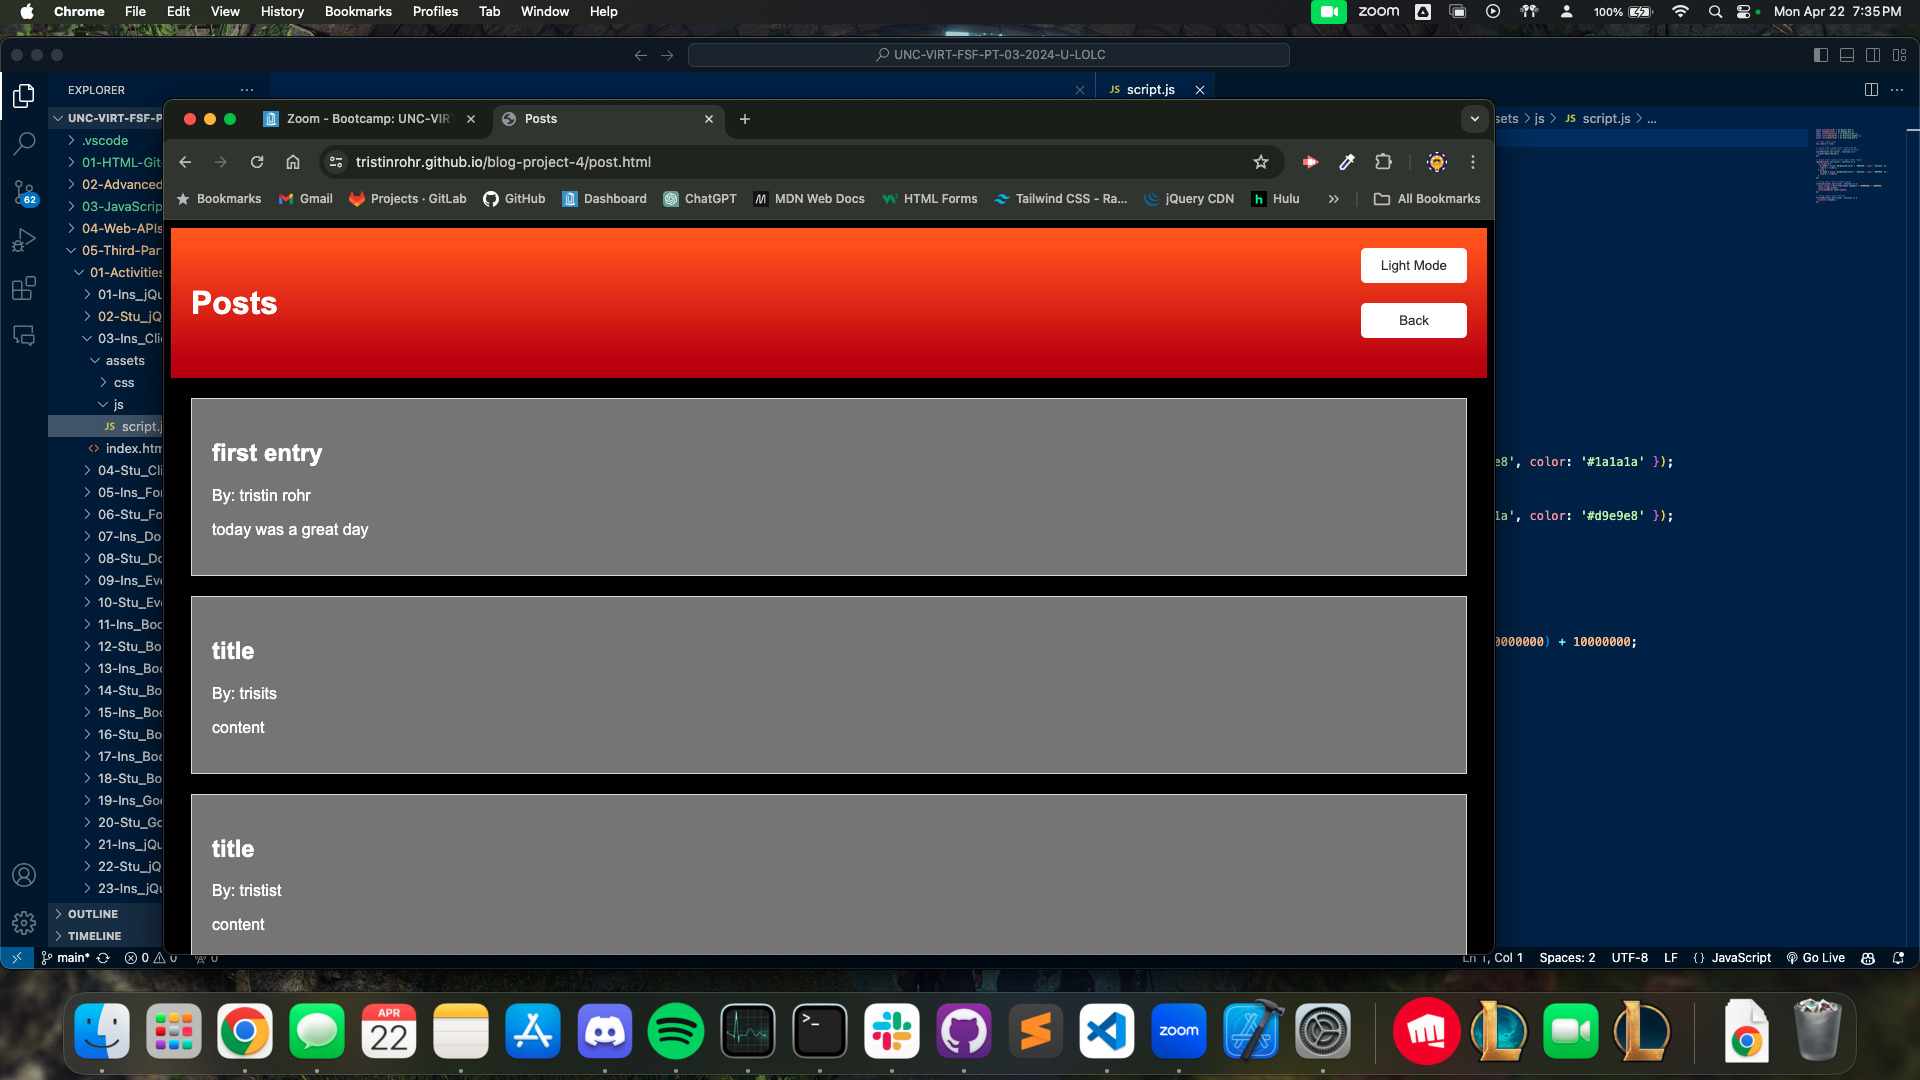 Chrome File Edit View History Bookmarks Profiles Tab Window Help
zoom 100% Mon Apr 22 7:35 PM
UNC-VIRT-FSF-PT-03-2024-U-LOLC
EXPLORER
JS script.js
UNC-VIRT-FSF-P
.vscode
01-HTML-Git
02-Advanced
03-JavaScrip
04-Web-APIs
05-Third-Par
01-Activities
01-Ins_jQu
02-Stu_jQ
03-Ins_Clic
assets
css
js
JS script.j
index.htm
04-Stu_Cli
05-Ins_For
06-Stu_Fo
07-Ins_Do
08-Stu_Do
09-Ins_Eve
10-Stu_Eve
11-Ins_Boo
12-Stu_Bo
13-Ins_Boo
14-Stu_Bo
15-Ins_Boo
16-Stu_Bo
17-Ins_Boo
18-Stu_Bo
19-Ins_Goo
20-Stu_Go
21-Ins_jQu
22-Stu_jQ
23-Ins_jQu
OUTLINE
TIMELINE
62
Zoom - Bootcamp: UNC-VIR
Posts
tristinrohr.github.io/blog-project-4/post.html
Bookmarks Gmail Projects · GitLab GitHub Dashboard ChatGPT MDN Web Docs HTML Forms Tailwind CSS - Ra... jQuery CDN Hulu » All Bookmarks
Posts
Light Mode
Back
first entry
By: tristin rohr
today was a great day
title
By: trisits
content
title
By: tristist
content
sets > js > JS script.js > ...
e8', color: '#1a1a1a' });
1a', color: '#d9e9e8' });
0000000) + 10000000;
main* 0 0 0
Ln 1, Col 1 Spaces: 2 UTF-8 LF {} JavaScript Go Live
APR
22
zoom